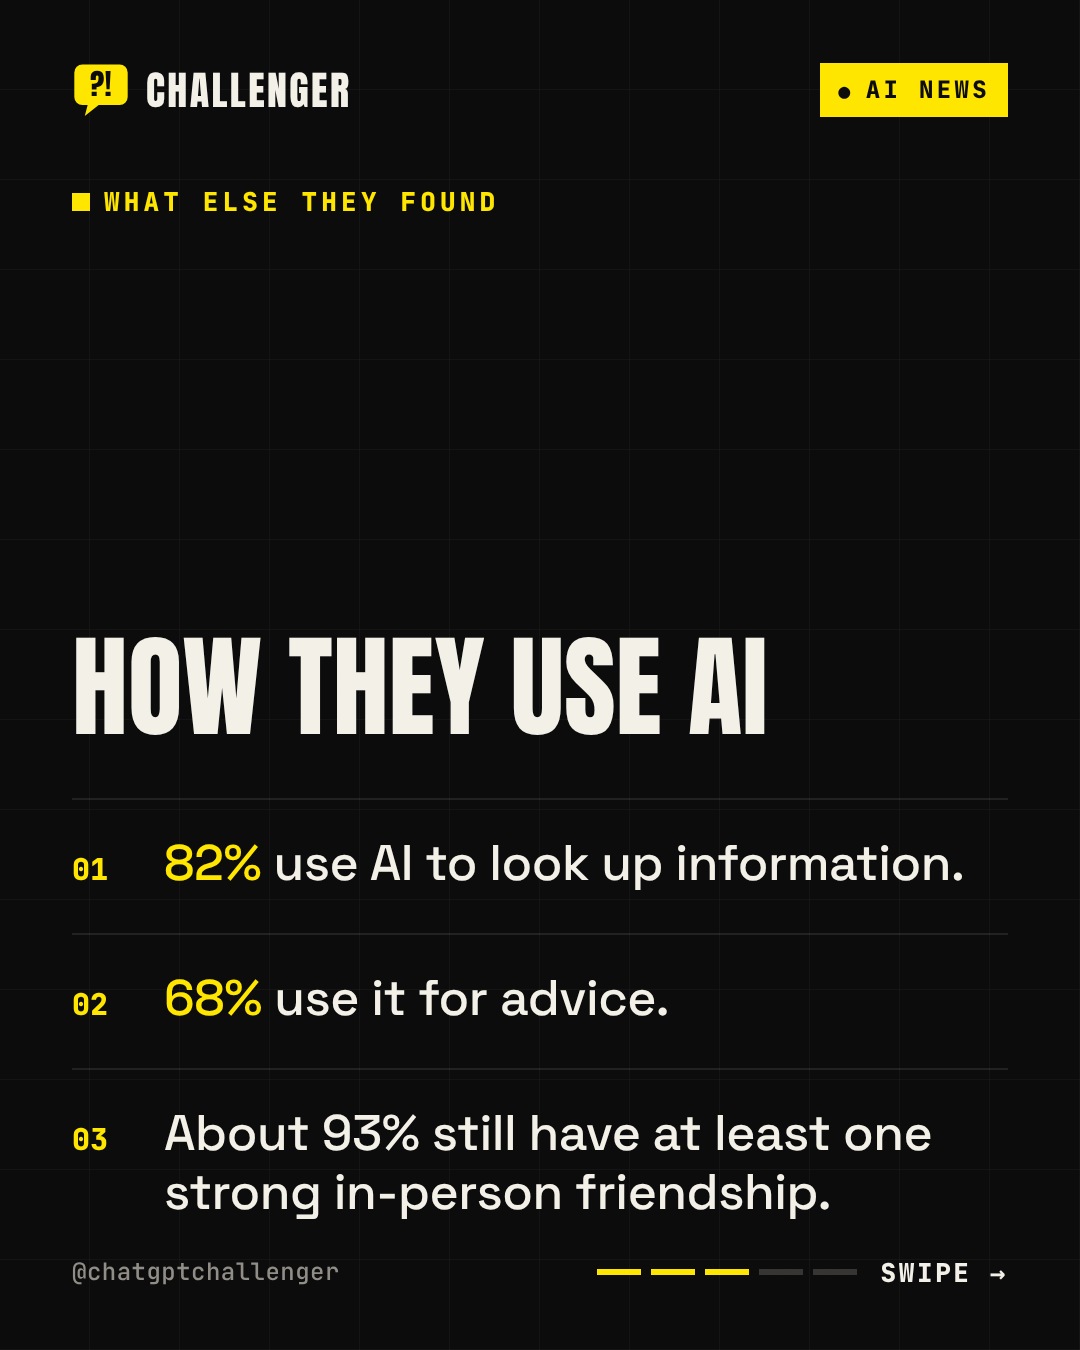 ?! CHALLENGER
● AI NEWS
WHAT ELSE THEY FOUND
HOW THEY USE AI
01 82% use AI to look up information.
02 68% use it for advice.
03 About 93% still have at least one
strong in-person friendship.
@chatgptchallenger
SWIPE →